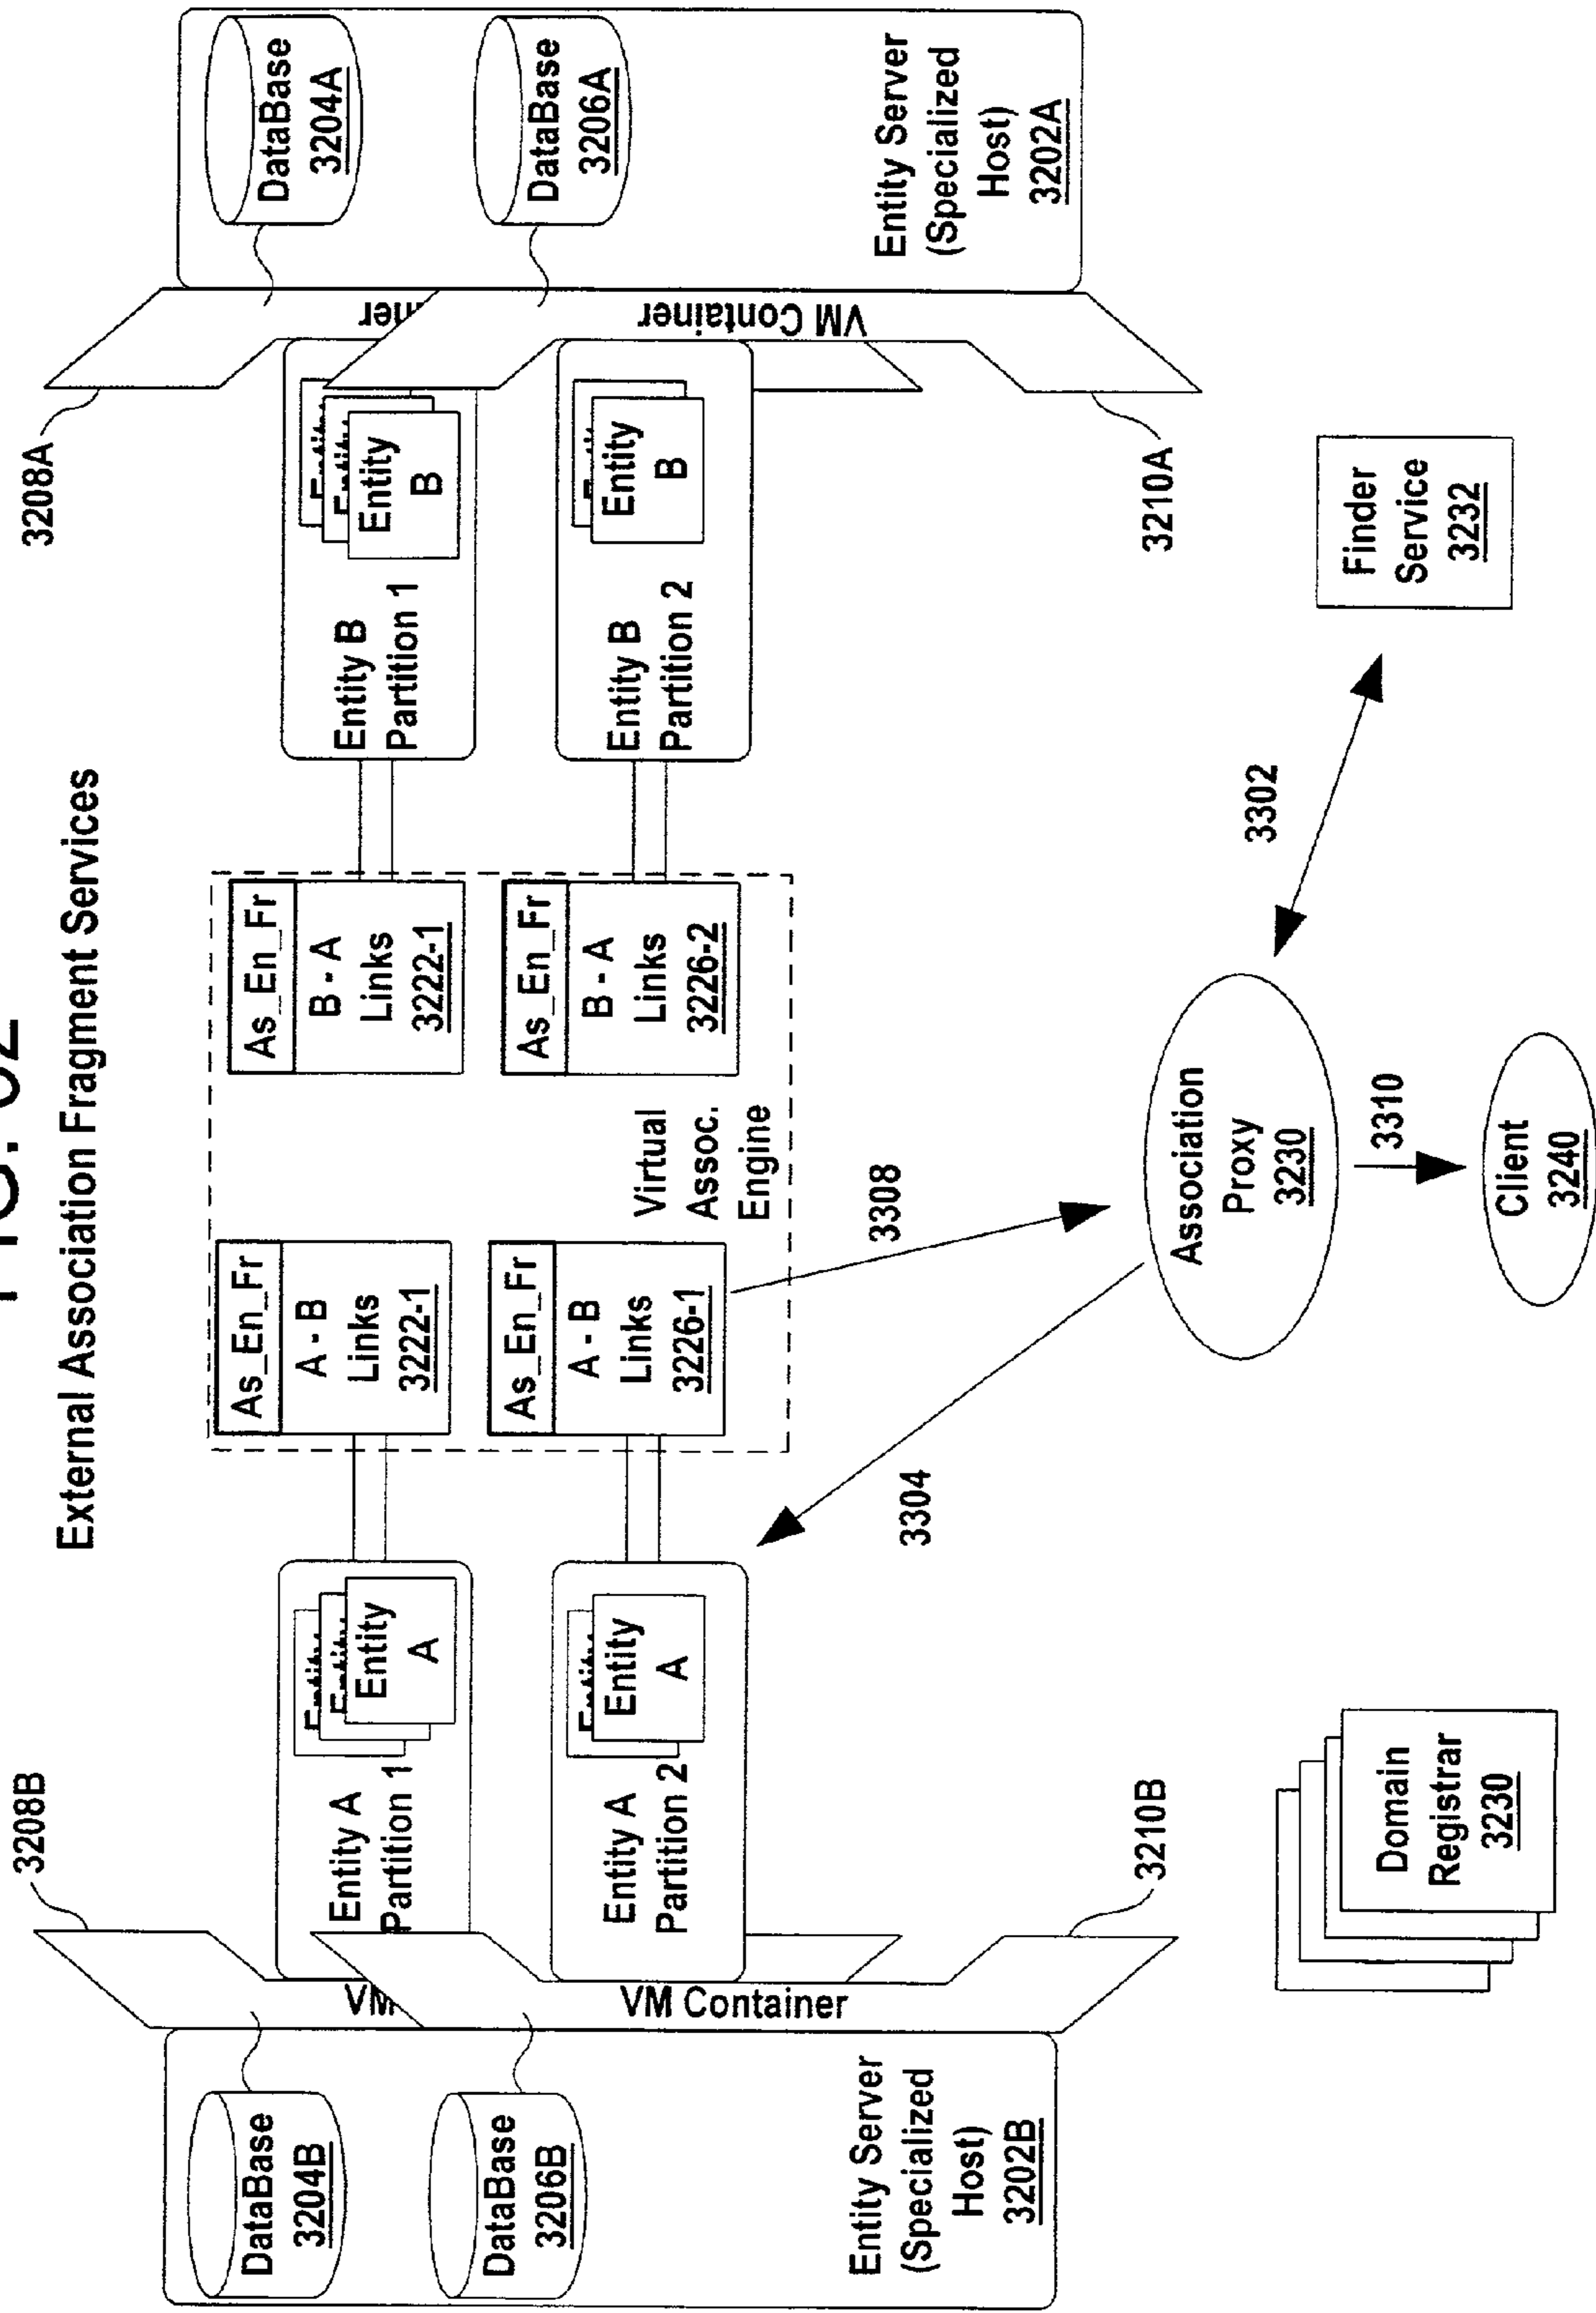 External Association Fragment Services
3208B
3208A
DataBase
3204B
DataBase
3206B
Entity Server
(Specialized
Host)
3202B
VM
VM Container
3210B
Entity A
Partition 1
Entity
A
Entity A
Partition 2
Entity
A
As_En_Fr
A - B
Links
3222-1
As_En_Fr
A - B
Links
3226-1
Virtual
Assoc.
Engine
As_En_Fr
B - A
Links
3222-1
As_En_Fr
B - A
Links
3226-2
Entity B
Partition 1
Entity
B
Entity B
Partition 2
Entity
B
VM Container
3210A
DataBase
3204A
DataBase
3206A
Entity Server
(Specialized
Host)
3202A
3304
3308
3302
Domain
Registrar
3230
Association
Proxy
3230
3310
Client
3240
Finder
Service
3232